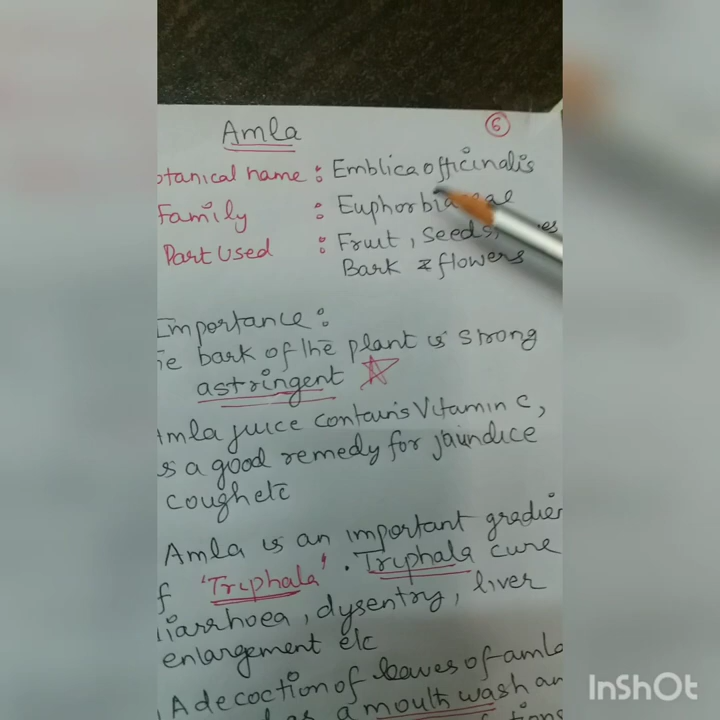 Amla
6
otanical name : Emblica officinalis
Family : Euphorbiaceae
Part Used : Fruit, Seeds,
Bark & flowers
Importance :
e bark of the plant is strong
astringent
mla juice contains Vitamin C,
s a good remedy for jaundice
cough etc
Amla is an important gradien
f 'Triphala'. Triphala cure
iarrhoea, dysentry, liver
enlargement etc
A decoction of leaves of amla
as a mouth wash an
InShOt